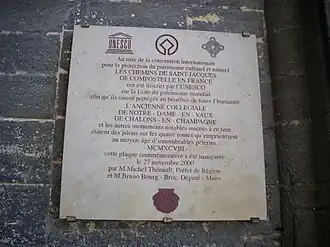 UNESCO
Au titre de la convention internationale
pour la protection du patrimoine culturel et naturel
LES CHEMINS DE SAINT-JACQUES
DE COMPOSTELLE EN FRANCE
ont été inscrits par l'UNESCO
sur la Liste du patrimoine mondial
afin qu'ils soient protégés au bénéfice de toute l'humanité
L'ANCIENNE COLLEGIALE
DE NOTRE - DAME - EN - VAUX
DE CHALONS - EN - CHAMPAGNE
et les autres monuments notables inscrits à ce titre
étaient des jalons sur les quatre routes qu'empruntèrent
au moyen âge d'innombrables pèlerins.
- MCMXCVIII -
cette plaque commémorative a été inaugurée
le 27 novembre 2000
par M.Michel Thénault, Préfet de Région
et M.Bruno Bourg - Broc, Député - Maire